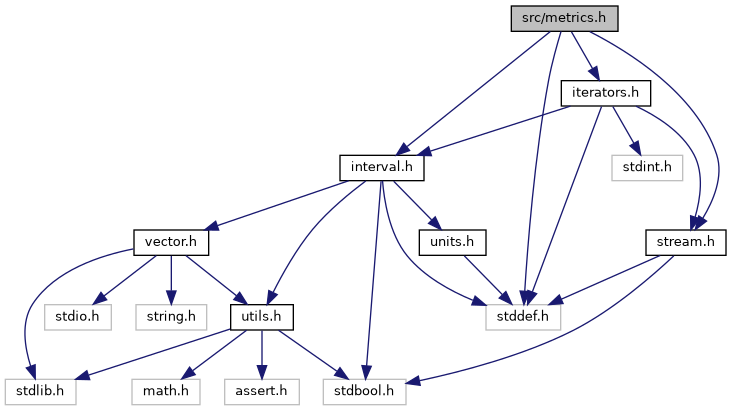 src/metrics.h
iterators.h
interval.h
stdint.h
vector.h
units.h
stream.h
stdio.h
string.h
utils.h
stddef.h
stdlib.h
math.h
assert.h
stdbool.h